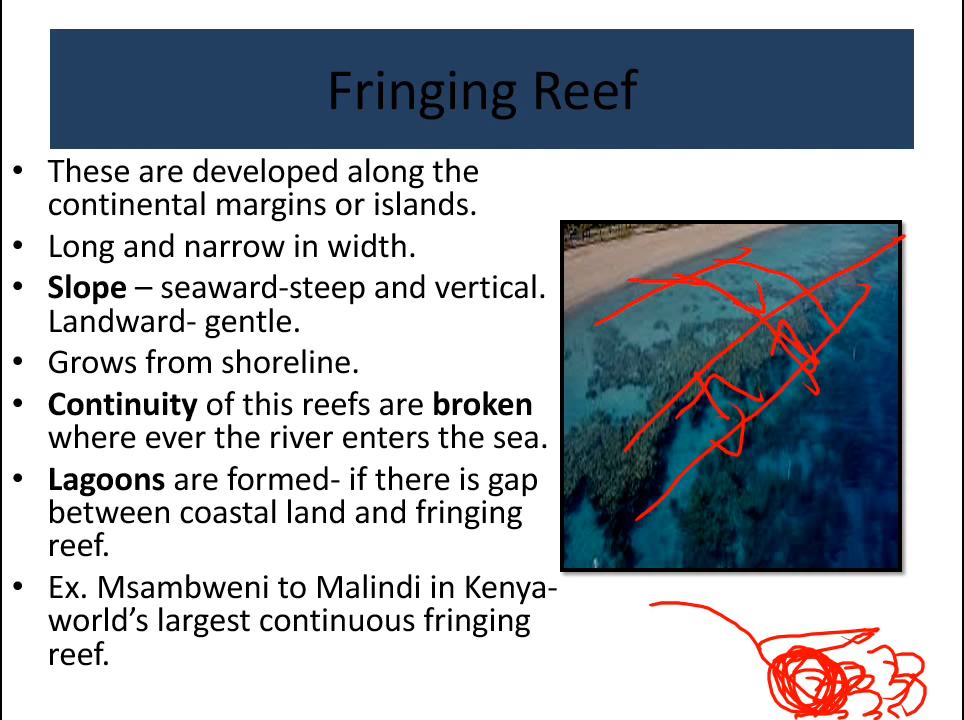 Fringing Reef
• These are developed along the
continental margins or islands.
• Long and narrow in width.
• Slope – seaward-steep and vertical.
Landward- gentle.
• Grows from shoreline.
• Continuity of this reefs are broken
where ever the river enters the sea.
• Lagoons are formed- if there is gap
between coastal land and fringing
reef.
• Ex. Msambweni to Malindi in Kenya-
world’s largest continuous fringing
reef.